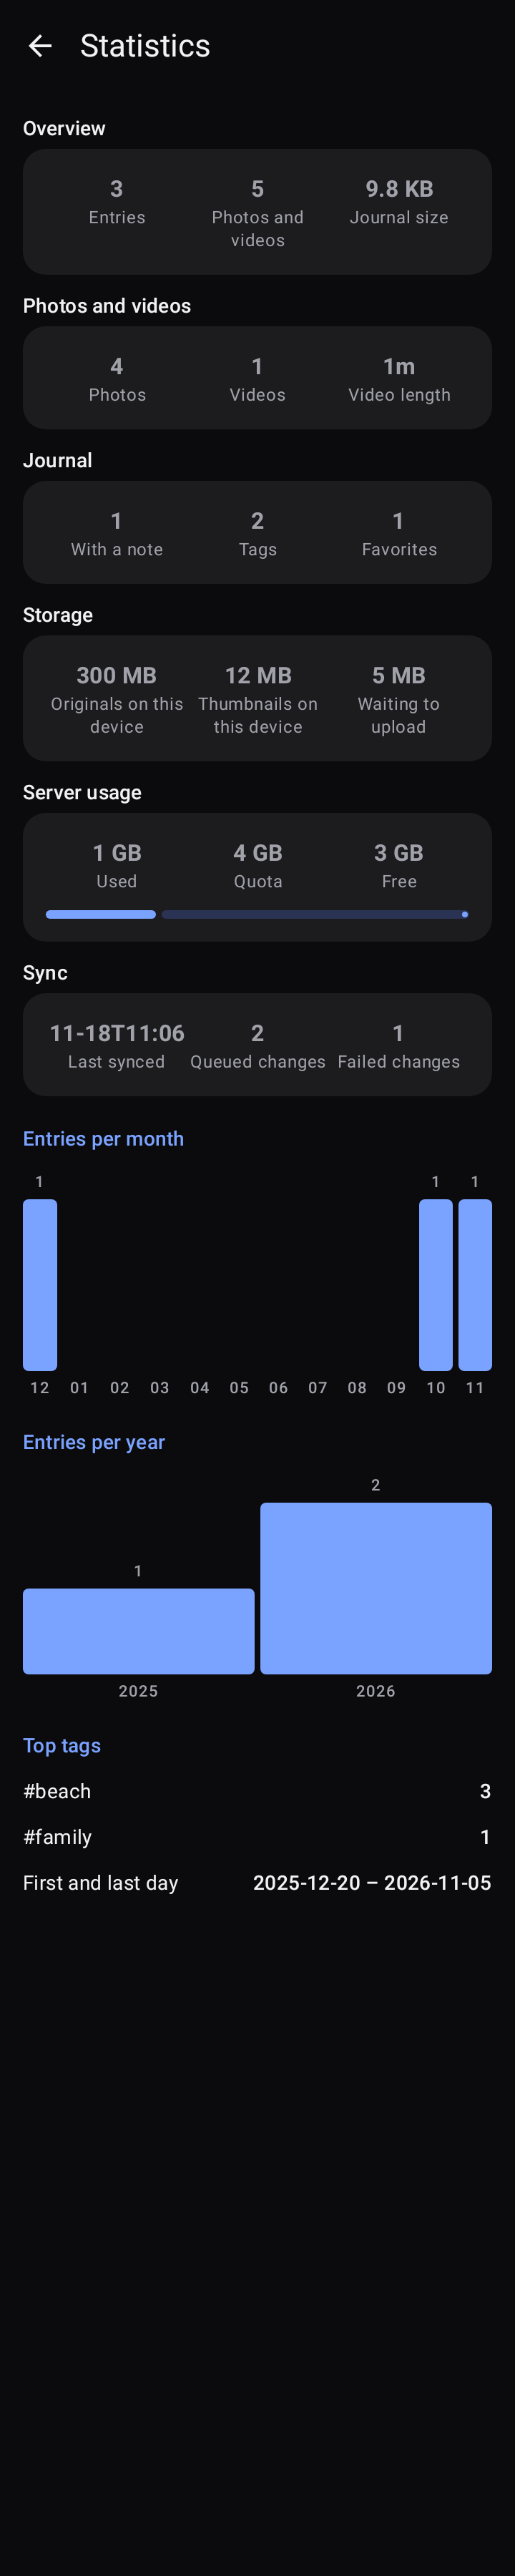 Statistics
Overview
3 5 9.8 KB
Entries Photos and videos Journal size
Photos and videos
4 1 1m
Photos Videos Video length
Journal
1 2 1
With a note Tags Favorites
Storage
300 MB 12 MB 5 MB
Originals on this device Thumbnails on this device Waiting to upload
Server usage
1 GB 4 GB 3 GB
Used Quota Free
Sync
11-18T11:06 2 1
Last synced Queued changes Failed changes
Entries per month
1 1 1
12 01 02 03 04 05 06 07 08 09 10 11
Entries per year
2
1
2025 2026
Top tags
#beach 3
#family 1
First and last day 2025-12-20 – 2026-11-05